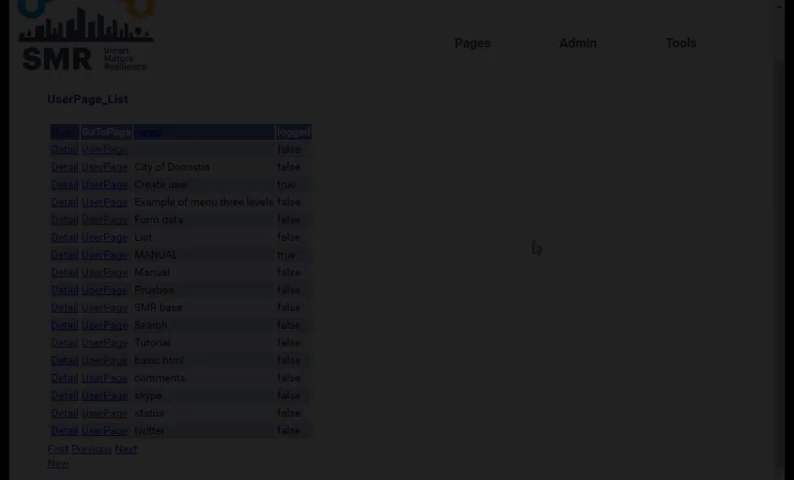 SMR Smart Mature Resilience
Pages Admin Tools
UserPage_List
GoToPage name logged
Detail UserPage false
Detail UserPage City of Donostia false
Detail UserPage Create user true
Detail UserPage Example of menu three levels false
Detail UserPage Form data false
Detail UserPage List false
Detail UserPage MANUAL true
Detail UserPage Manual false
Detail UserPage Pruebas false
Detail UserPage SMR base false
Detail UserPage Search false
Detail UserPage Tutorial false
Detail UserPage basic html false
Detail UserPage comments false
Detail UserPage skype false
Detail UserPage status false
Detail UserPage twitter false
First Previous Next
New